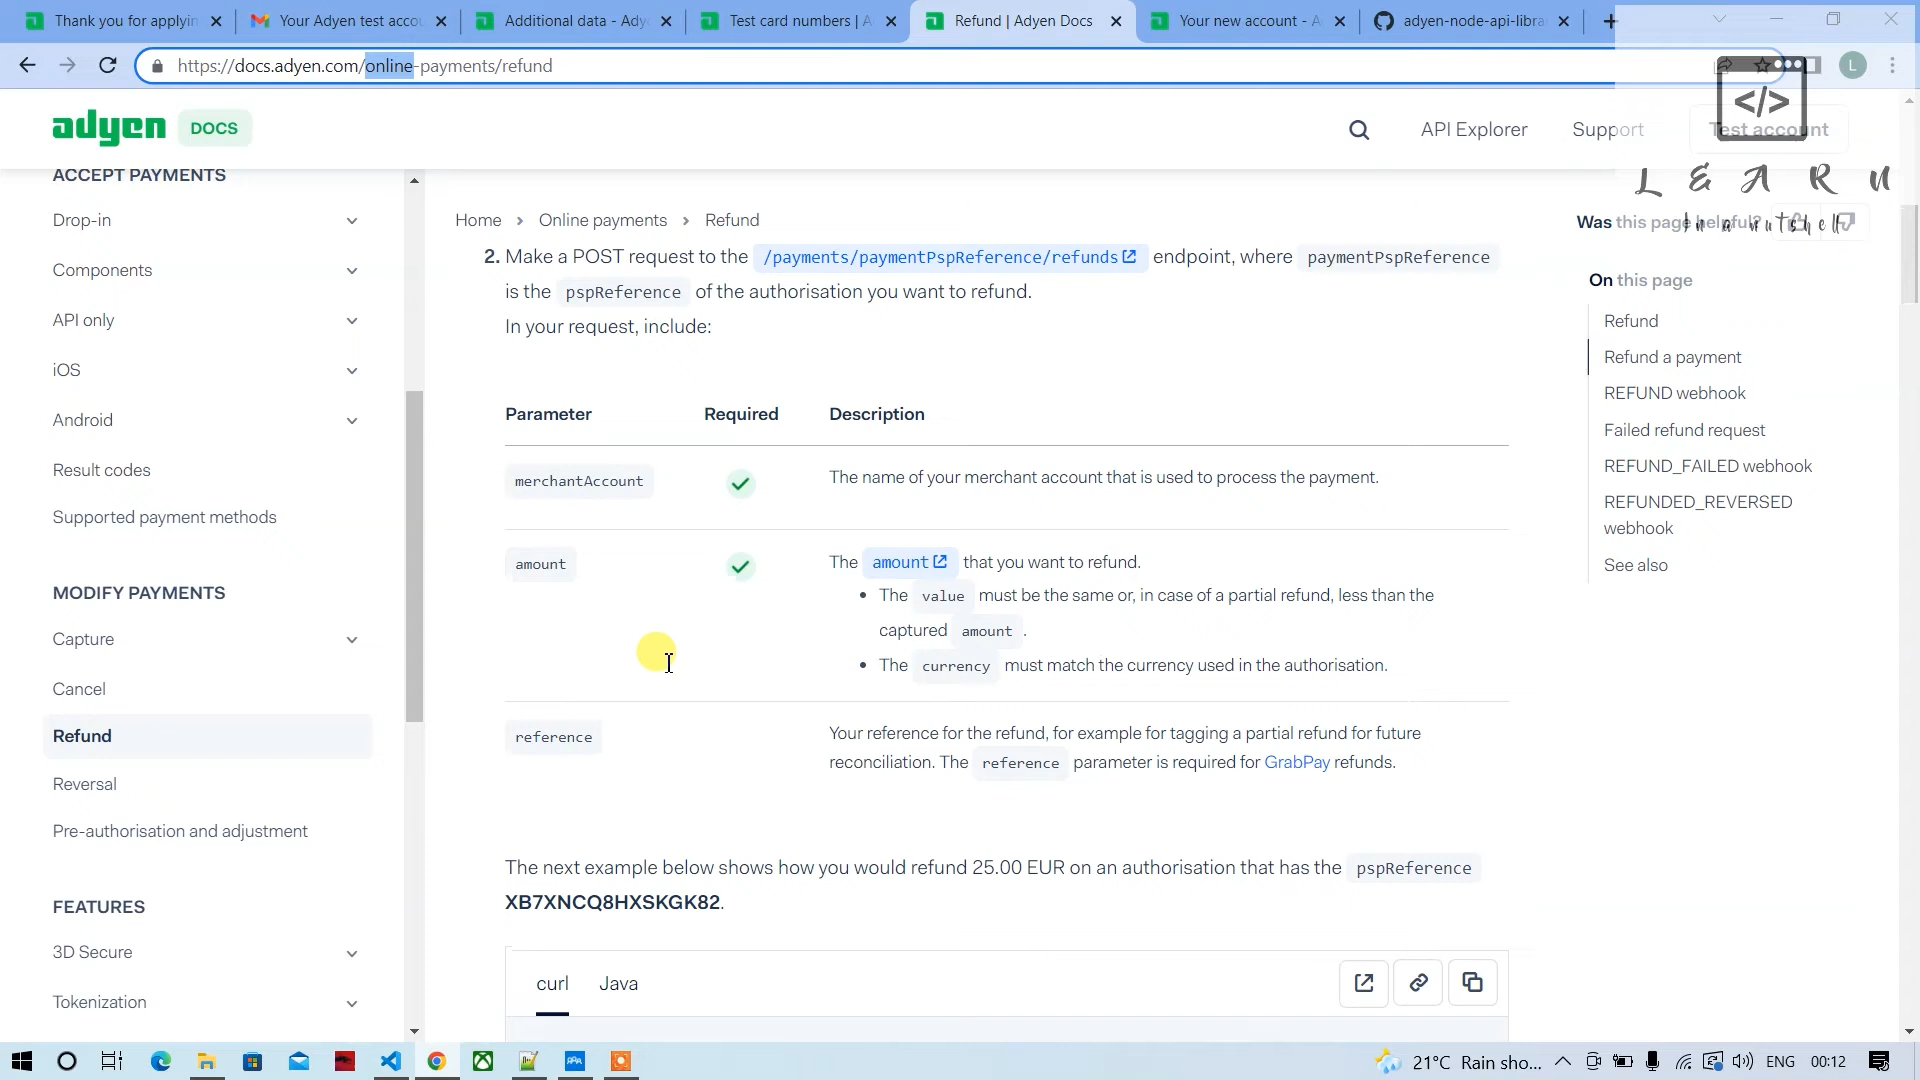 Thank you for applyin
Your Adyen test accou
Additional data - Ady
Test card numbers | A
Refund | Adyen Docs
Your new account - A
adyen-node-api-libra
https://docs.adyen.com/online-payments/refund
L
adyen
DOCS
API Explorer
Support
Test account
</>
LEARN
In a nutshell
ACCEPT PAYMENTS
Drop-in
Components
API only
iOS
Android
Result codes
Supported payment methods
MODIFY PAYMENTS
Capture
Cancel
Refund
Reversal
Pre-authorisation and adjustment
FEATURES
3D Secure
Tokenization
Home > Online payments > Refund
2. Make a POST request to the /payments/paymentPspReference/refunds endpoint, where paymentPspReference
is the pspReference of the authorisation you want to refund.
In your request, include:
Parameter Required Description
merchantAccount The name of your merchant account that is used to process the payment.
amount The amount that you want to refund.
• The value must be the same or, in case of a partial refund, less than the
captured amount .
• The currency must match the currency used in the authorisation.
reference Your reference for the refund, for example for tagging a partial refund for future
reconciliation. The reference parameter is required for GrabPay refunds.
The next example below shows how you would refund 25.00 EUR on an authorisation that has the pspReference
XB7XNCQ8HXSKGK82.
curl Java
Was this page helpful?
On this page
Refund
Refund a payment
REFUND webhook
Failed refund request
REFUND_FAILED webhook
REFUNDED_REVERSED
webhook
See also
21°C Rain sho...
ENG
00:12